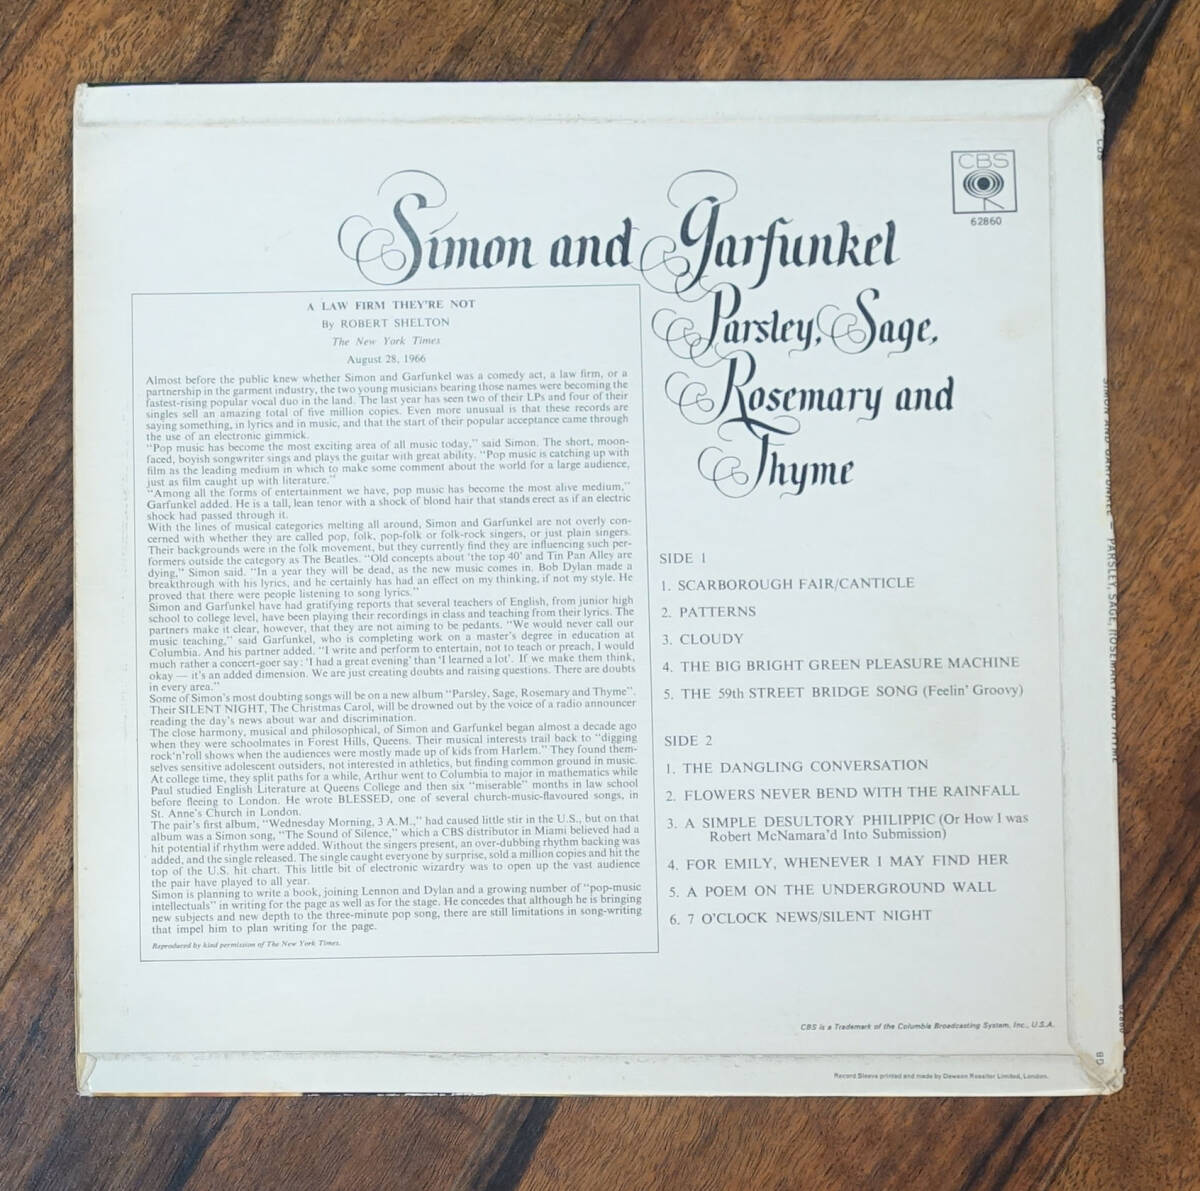 CBS
62860
Simon and Garfunkel
Parsley, Sage,
Rosemary and
Thyme
A LAW FIRM THEY'RE NOT
By ROBERT SHELTON
The New York Times
August 28, 1966
Almost before the public knew whether Simon and Garfunkel was a comedy act, a law firm, or a
partnership in the garment industry, the two young musicians bearing those names were becoming the
fastest-rising popular vocal duo in the land. The last year has seen two of their LPs and four of their
singles sell an amazing total of five million copies. Even more unusual is that these records are
saying something, in lyrics and in music, and that the start of their popular acceptance came through
the use of an electronic gimmick.
"Pop music has become the most exciting area of all music today," said Simon. The short, moon-
faced, boyish songwriter sings and plays the guitar with great ability. "Pop music is catching up with
film as the leading medium in which to make some comment about the world for a large audience,
just as film caught up with literature."
"Among all the forms of entertainment we have, pop music has become the most alive medium,"
Garfunkel added. He is a tall, lean tenor with a shock of blond hair that stands erect as if an electric
shock had passed through it.
With the lines of musical categories melting all around, Simon and Garfunkel are not overly con-
cerned with whether they are called pop, folk, pop-folk or folk-rock singers, or just plain singers.
Their backgrounds were in the folk movement, but they currently find they are influencing such per-
formers outside the category as The Beatles. "Old concepts about 'the top 40' and Tin Pan Alley are
dying," Simon said. "In a year they will be dead, as the new music comes in. Bob Dylan made a
breakthrough with his lyrics, and he certainly has had an effect on my thinking, if not my style. He
proved that there were people listening to song lyrics."
Simon and Garfunkel have had gratifying reports that several teachers of English, from junior high
school to college level, have been playing their recordings in class and teaching from their lyrics. The
partners make it clear, however, that they are not aiming to be pedants. "We would never call our
music teaching," said Garfunkel, who is completing work on a master's degree in education at
Columbia. And his partner added. "I write and perform to entertain, not to teach or preach, I would
much rather a concert-goer say: 'I had a great evening' than 'I learned a lot'. If we make them think,
okay — it's an added dimension. We are just creating doubts and raising questions. There are doubts
in every area."
Some of Simon's most doubting songs will be on a new album "Parsley, Sage, Rosemary and Thyme".
Their SILENT NIGHT, The Christmas Carol, will be drowned out by the voice of a radio announcer
reading the day's news about war and discrimination.
The close harmony, musical and philosophical, of Simon and Garfunkel began almost a decade ago
when they were schoolmates in Forest Hills, Queens. Their musical interests trail back to "digging
rock'n'roll shows when the audiences were mostly made up of kids from Harlem." They found them-
selves sensitive adolescent outsiders, not interested in athletics, but finding common ground in music.
At college time, they split paths for a while, Arthur went to Columbia to major in mathematics while
Paul studied English Literature at Queens College and then six "miserable" months in law school
before fleeing to London. He wrote BLESSED, one of several church-music-flavoured songs, in
St. Anne's Church in London.
The pair's first album, "Wednesday Morning, 3 A.M.," had caused little stir in the U.S., but on that
album was a Simon song, "The Sound of Silence," which a CBS distributor in Miami believed had a
hit potential if rhythm were added. Without the singers present, an over-dubbing rhythm backing was
added, and the single released. The single caught everyone by surprise, sold a million copies and hit the
top of the U.S. hit chart. This little bit of electronic wizardry was to open up the vast audience
the pair have played to all year.
Simon is planning to write a book, joining Lennon and Dylan and a growing number of "pop-music
intellectuals" in writing for the page as well as for the stage. He concedes that although he is bringing
new subjects and new depth to the three-minute pop song, there are still limitations in song-writing
that impel him to plan writing for the page.
Reproduced by kind permission of The New York Times.
SIDE 1
1. SCARBOROUGH FAIR/CANTICLE
2. PATTERNS
3. CLOUDY
4. THE BIG BRIGHT GREEN PLEASURE MACHINE
5. THE 59th STREET BRIDGE SONG (Feelin' Groovy)
SIDE 2
1. THE DANGLING CONVERSATION
2. FLOWERS NEVER BEND WITH THE RAINFALL
3. A SIMPLE DESULTORY PHILIPPIC (Or How I was
Robert McNamara'd Into Submission)
4. FOR EMILY, WHENEVER I MAY FIND HER
5. A POEM ON THE UNDERGROUND WALL
6. 7 O'CLOCK NEWS/SILENT NIGHT
CBS is a Trademark of the Columbia Broadcasting System, Inc., U.S.A.
Record Sleeve printed and made by Dawson Rossiter Limited, London.
CBS
SIMON AND GARFUNKEL – PARSLEY, SAGE, ROSEMARY AND THYME
62860
BG